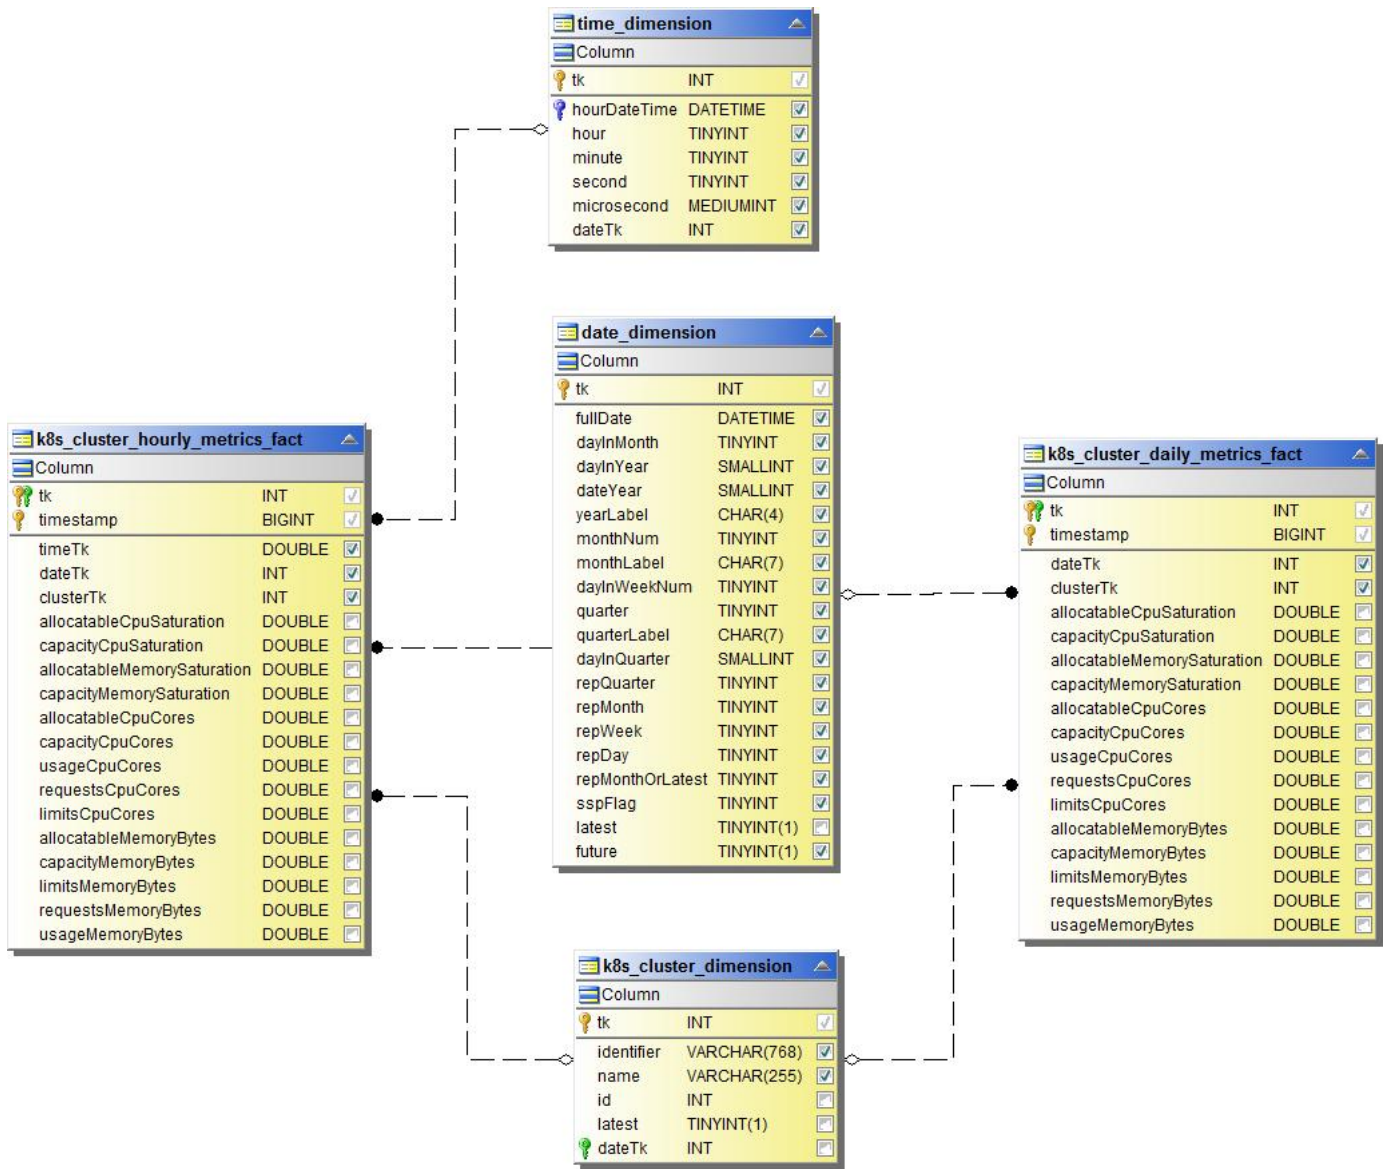 time_dimension
Column
tk INT
hourDateTime DATETIME
hour TINYINT
minute TINYINT
second TINYINT
microsecond MEDIUMINT
dateTk INT
date_dimension
Column
tk INT
fullDate DATETIME
dayInMonth TINYINT
dayInYear SMALLINT
dateYear SMALLINT
yearLabel CHAR(4)
monthNum TINYINT
monthLabel CHAR(7)
dayInWeekNum TINYINT
quarter TINYINT
quarterLabel CHAR(7)
dayInQuarter SMALLINT
repQuarter TINYINT
repMonth TINYINT
repWeek TINYINT
repDay TINYINT
repMonthOrLatest TINYINT
sspFlag TINYINT
latest TINYINT(1)
future TINYINT(1)
k8s_cluster_hourly_metrics_fact
Column
tk INT
timestamp BIGINT
timeTk DOUBLE
dateTk INT
clusterTk INT
allocatableCpuSaturation DOUBLE
capacityCpuSaturation DOUBLE
allocatableMemorySaturation DOUBLE
capacityMemorySaturation DOUBLE
allocatableCpuCores DOUBLE
capacityCpuCores DOUBLE
usageCpuCores DOUBLE
requestsCpuCores DOUBLE
limitsCpuCores DOUBLE
allocatableMemoryBytes DOUBLE
capacityMemoryBytes DOUBLE
limitsMemoryBytes DOUBLE
requestsMemoryBytes DOUBLE
usageMemoryBytes DOUBLE
k8s_cluster_daily_metrics_fact
Column
tk INT
timestamp BIGINT
dateTk INT
clusterTk INT
allocatableCpuSaturation DOUBLE
capacityCpuSaturation DOUBLE
allocatableMemorySaturation DOUBLE
capacityMemorySaturation DOUBLE
allocatableCpuCores DOUBLE
capacityCpuCores DOUBLE
usageCpuCores DOUBLE
requestsCpuCores DOUBLE
limitsCpuCores DOUBLE
allocatableMemoryBytes DOUBLE
capacityMemoryBytes DOUBLE
limitsMemoryBytes DOUBLE
requestsMemoryBytes DOUBLE
usageMemoryBytes DOUBLE
k8s_cluster_dimension
Column
tk INT
identifier VARCHAR(768)
name VARCHAR(255)
id INT
latest TINYINT(1)
dateTk INT